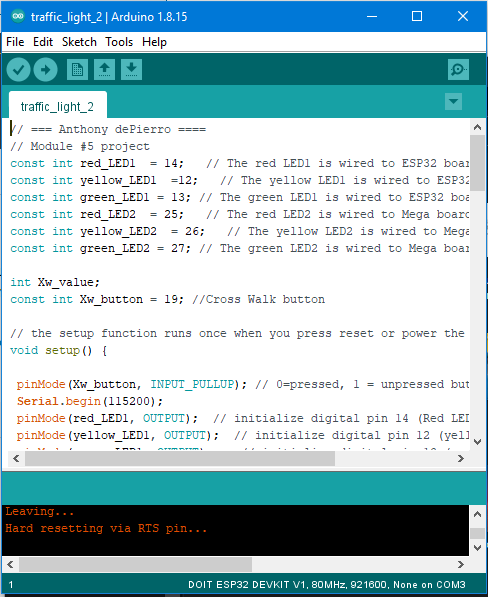 traffic_light_2 | Arduino 1.8.15
File Edit Sketch Tools Help
traffic_light_2
// === Anthony dePierro ====
// Module #5 project
const int red_LED1  = 14;   // The red LED1 is wired to ESP32 boar
const int yellow_LED1  =12;   // The yellow LED1 is wired to ESP32
const int green_LED1 = 13; // The green LED1 is wired to ESP32 boa
const int red_LED2  = 25;   // The red LED2 is wired to Mega board
const int yellow_LED2  = 26;   // The yellow LED2 is wired to Mega
const int green_LED2 = 27; // The green LED2 is wired to Mega boar
int Xw_value;
const int Xw_button = 19; //Cross Walk button
// the setup function runs once when you press reset or power the
void setup() {
pinMode(Xw_button, INPUT_PULLUP); // 0=pressed, 1 = unpressed but
Serial.begin(115200);
pinMode(red_LED1, OUTPUT);  // initialize digital pin 14 (Red LED
pinMode(yellow_LED1, OUTPUT);  // initialize digital pin 12 (yell
Leaving...
Hard resetting via RTS pin...
1 DOIT ESP32 DEVKIT V1, 80MHz, 921600, None on COM3